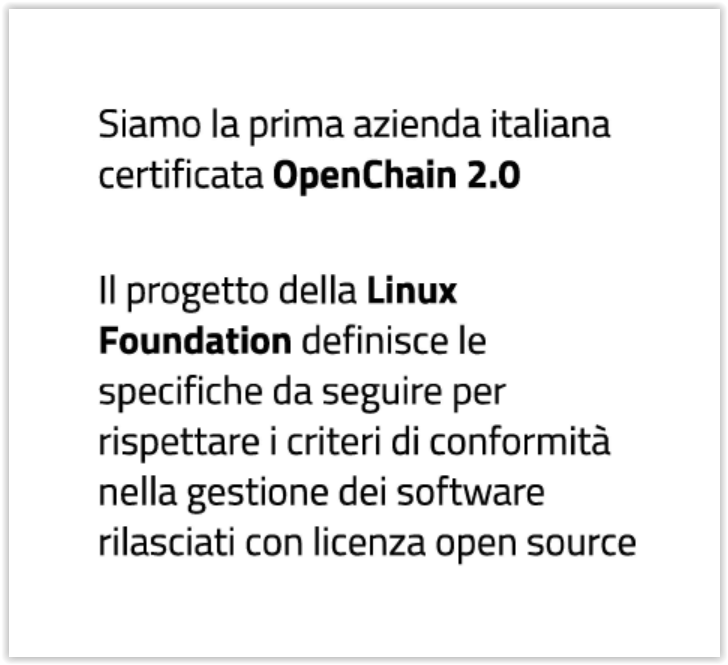 Siamo la prima azienda italiana
certificata OpenChain 2.0
Il progetto della Linux
Foundation definisce le
specifiche da seguire per
rispettare i criteri di conformità
nella gestione dei software
rilasciati con licenza open source